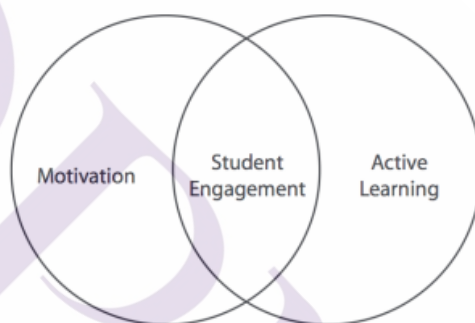 Motivation
Student
Engagement
Active
Learning